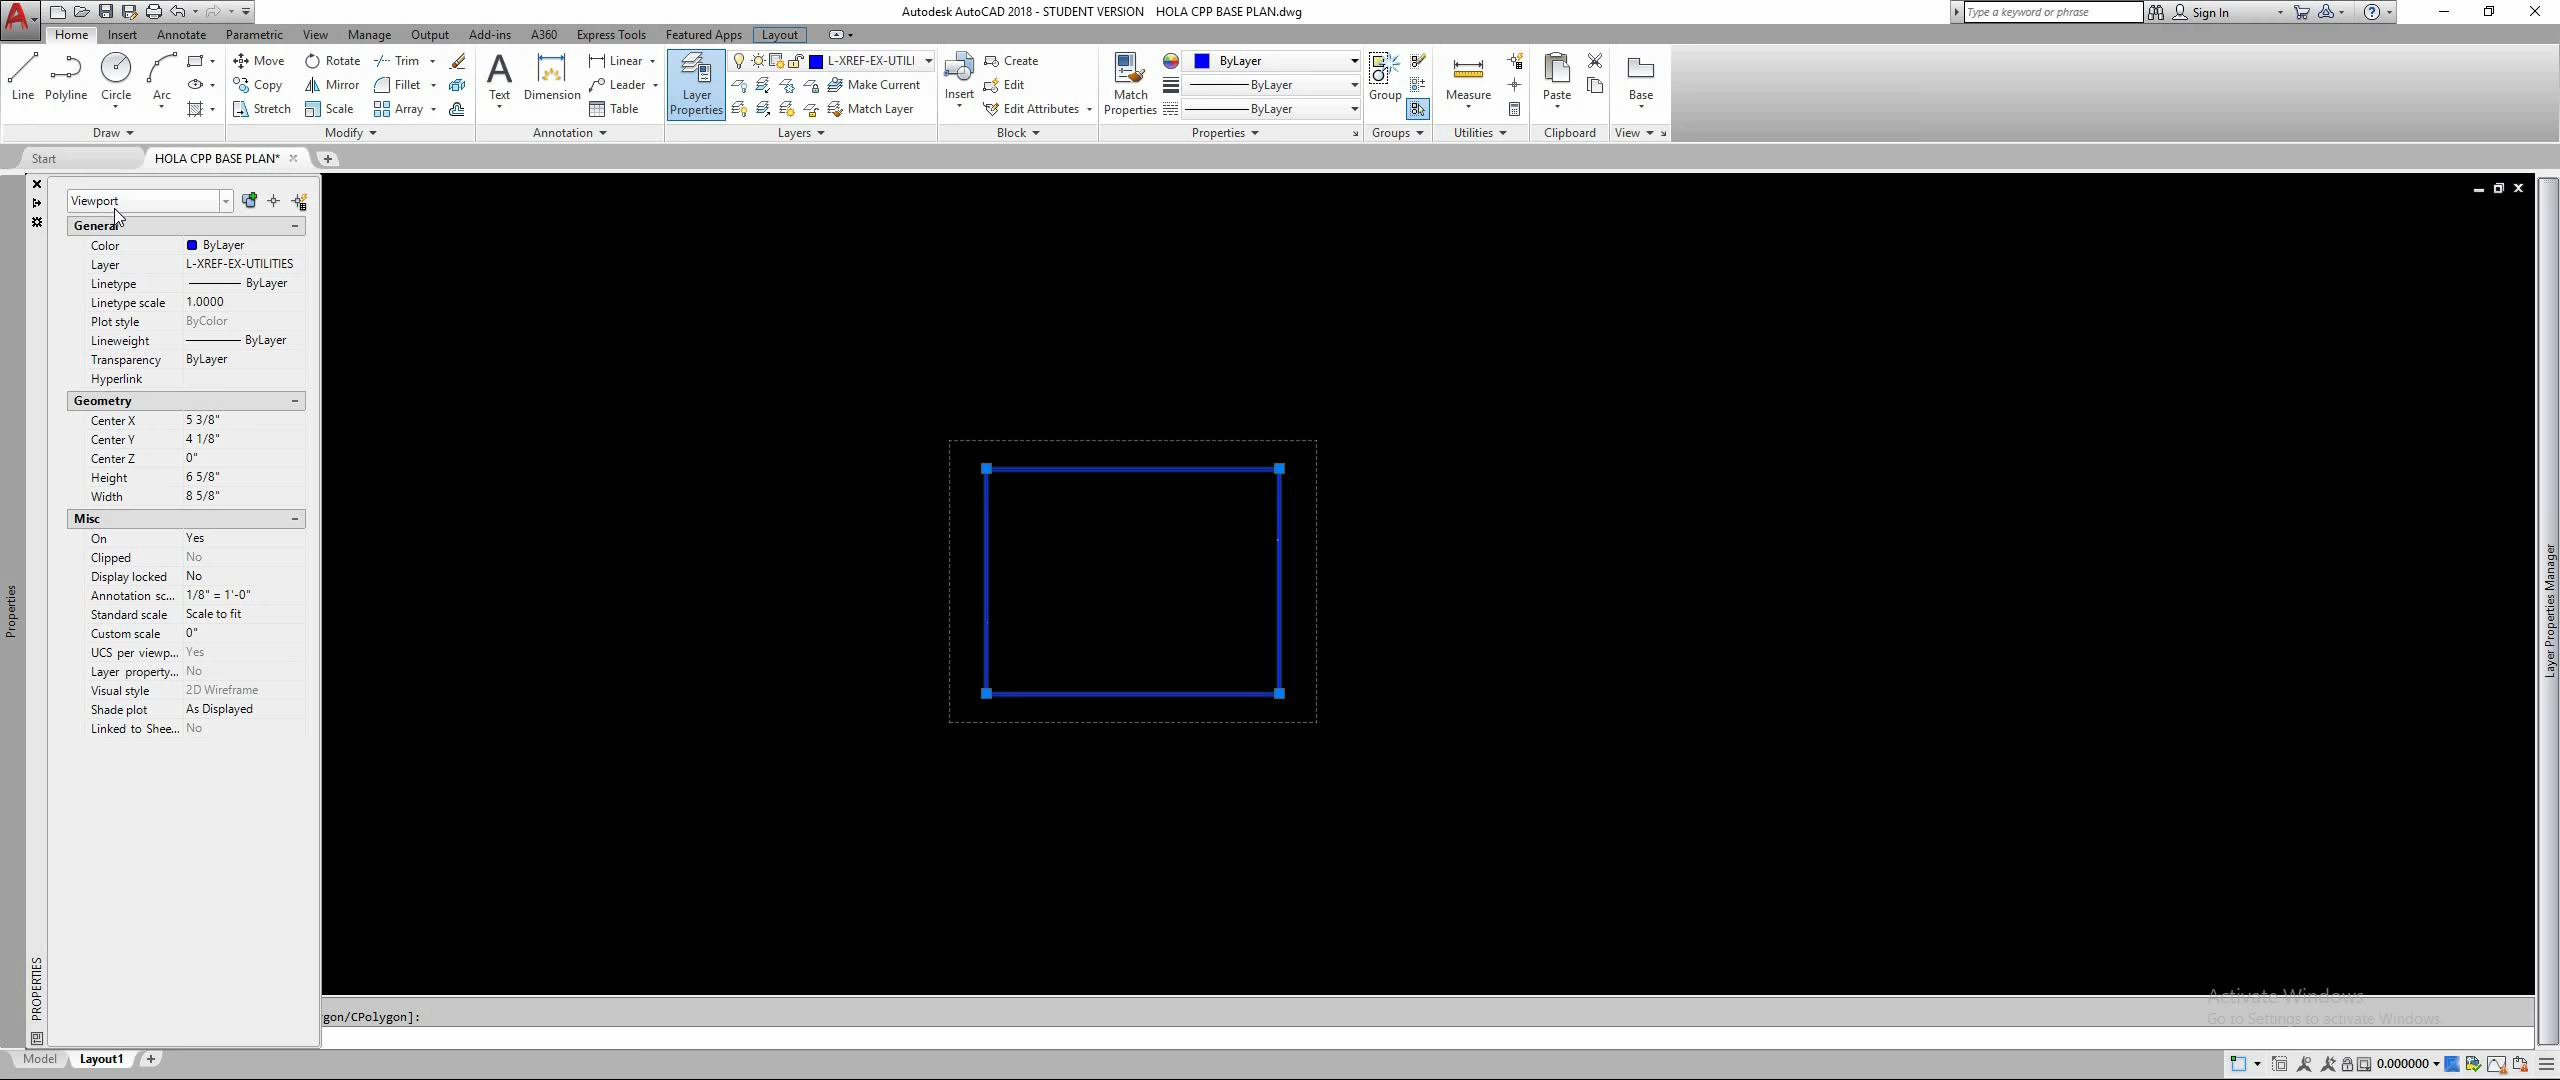 Autodesk AutoCAD 2018 - STUDENT VERSION HOLA CPP BASE PLAN.dwg
Type a keyword or phrase
Sign In
Home Insert Annotate Parametric View Manage Output Add-ins A360 Express Tools Featured Apps Layout
Line Polyline Circle Arc
Move Rotate Trim
Copy Mirror Fillet
Stretch Scale Array
Text Dimension
Linear
Leader
Table
Layer Properties
L-XREF-EX-UTILI
Make Current
Match Layer
Insert
Create
Edit
Edit Attributes
Match Properties
ByLayer
ByLayer
ByLayer
Group
Measure
Paste
Base
Draw Modify Annotation Layers Block Properties Groups Utilities Clipboard View
Start HOLA CPP BASE PLAN*
Viewport
General
Color ByLayer
Layer L-XREF-EX-UTILITIES
Linetype ByLayer
Linetype scale 1.0000
Plot style ByColor
Lineweight ByLayer
Transparency ByLayer
Hyperlink
Geometry
Center X 5 3/8"
Center Y 4 1/8"
Center Z 0"
Height 6 5/8"
Width 8 5/8"
Misc
On Yes
Clipped No
Display locked No
Annotation sc... 1/8" = 1'-0"
Standard scale Scale to fit
Custom scale 0"
UCS per viewp... Yes
Layer property... No
Visual style 2D Wireframe
Shade plot As Displayed
Linked to Shee... No
Properties
PROPERTIES
Layer Properties Manager
gon/CPolygon]:
Activate Windows
Go to Settings to activate Windows.
Model Layout1
0.000000